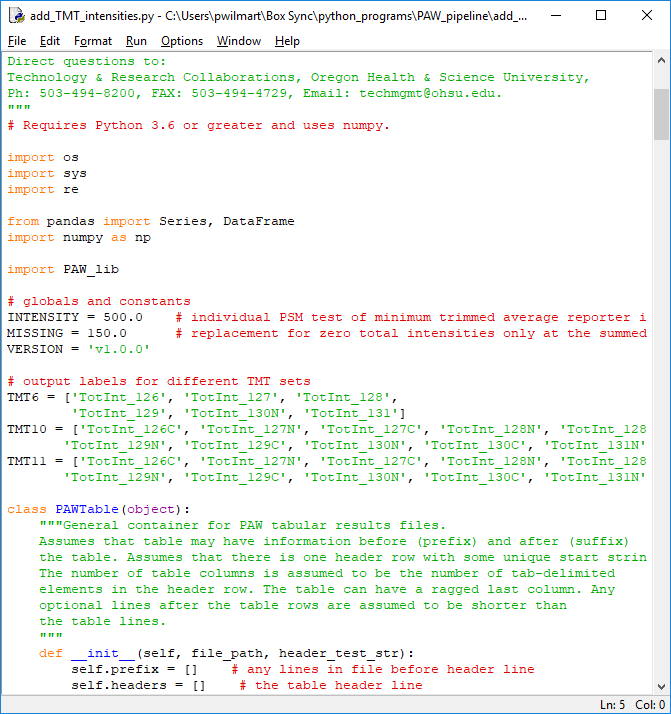 add_TMT_intensities.py - C:\Users\pwilmart\Box Sync\python_programs\PAW_pipeline\add_...
File Edit Format Run Options Window Help
Direct questions to:
Technology & Research Collaborations, Oregon Health & Science University,
Ph: 503-494-8200, FAX: 503-494-4729, Email: techmgmt@ohsu.edu.
"""
# Requires Python 3.6 or greater and uses numpy.

import os
import sys
import re

from pandas import Series, DataFrame
import numpy as np

import PAW_lib

# globals and constants
INTENSITY = 500.0    # individual PSM test of minimum trimmed average reporter i
MISSING = 150.0      # replacement for zero total intensities only at the summed
VERSION = 'v1.0.0'

# output labels for different TMT sets
TMT6 = ['TotInt_126', 'TotInt_127', 'TotInt_128',
        'TotInt_129', 'TotInt_130N', 'TotInt_131']
TMT10 = ['TotInt_126C', 'TotInt_127N', 'TotInt_127C', 'TotInt_128N', 'TotInt_128
       'TotInt_129N', 'TotInt_129C', 'TotInt_130N', 'TotInt_130C', 'TotInt_131N'
TMT11 = ['TotInt_126C', 'TotInt_127N', 'TotInt_127C', 'TotInt_128N', 'TotInt_128
       'TotInt_129N', 'TotInt_129C', 'TotInt_130N', 'TotInt_130C', 'TotInt_131N'

class PAWTable(object):
    """General container for PAW tabular results files.
    Assumes that table may have information before (prefix) and after (suffix)
    the table. Assumes that there is one header row with some unique start strin
    The number of table columns is assumed to be the number of tab-delimited
    elements in the header row. The table can have a ragged last column. Any
    optional lines after the table rows are assumed to be shorter than
    the table lines.
    """
    def __init__(self, file_path, header_test_str):
        self.prefix = []    # any lines in file before header line
        self.headers = []    # the table header line
Ln: 5 Col: 0